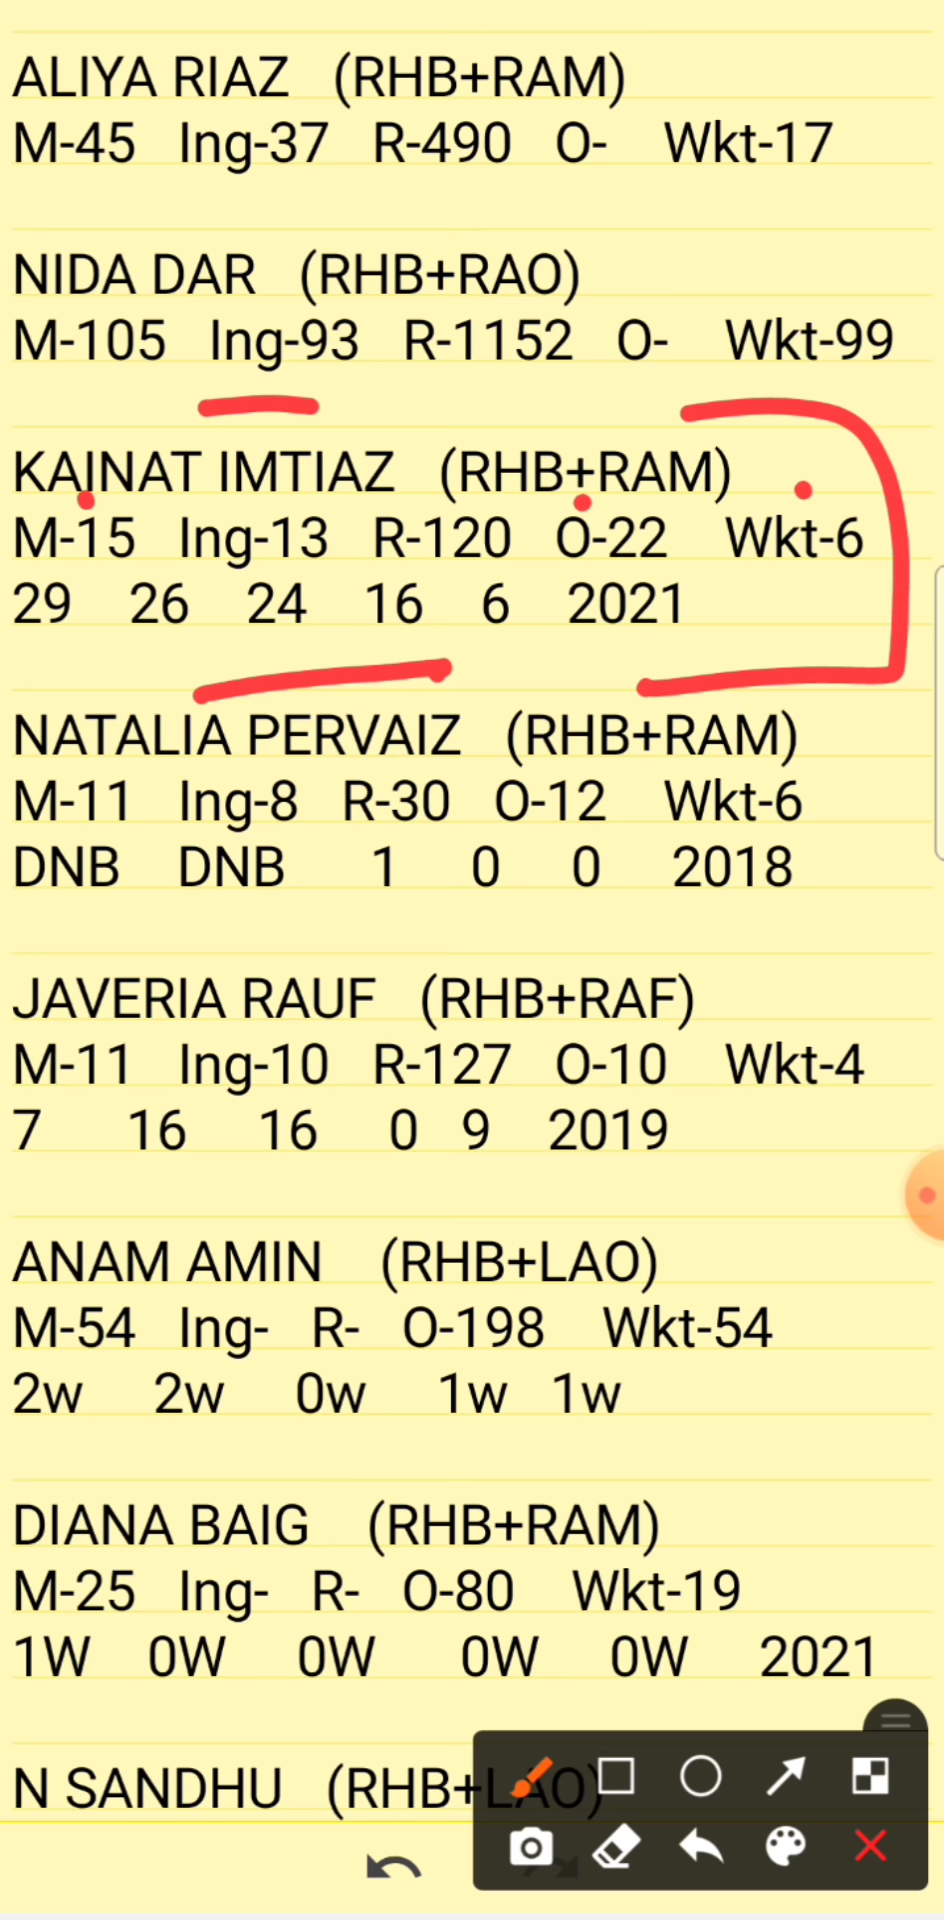 ALIYA RIAZ (RHB+RAM)
M-45 Ing-37 R-490 O- Wkt-17
NIDA DAR (RHB+RAO)
M-105 Ing-93 R-1152 O- Wkt-99
KAINAT IMTIAZ (RHB+RAM)
M-15 Ing-13 R-120 O-22 Wkt-6
29 26 24 16 6 2021
NATALIA PERVAIZ (RHB+RAM)
M-11 Ing-8 R-30 O-12 Wkt-6
DNB DNB 1 0 0 2018
JAVERIA RAUF (RHB+RAF)
M-11 Ing-10 R-127 O-10 Wkt-4
7 16 16 0 9 2019
ANAM AMIN (RHB+LAO)
M-54 Ing- R- O-198 Wkt-54
2w 2w 0w 1w 1w
DIANA BAIG (RHB+RAM)
M-25 Ing- R- O-80 Wkt-19
1W 0W 0W 0W 0W 2021
N SANDHU (RHB+LAO)